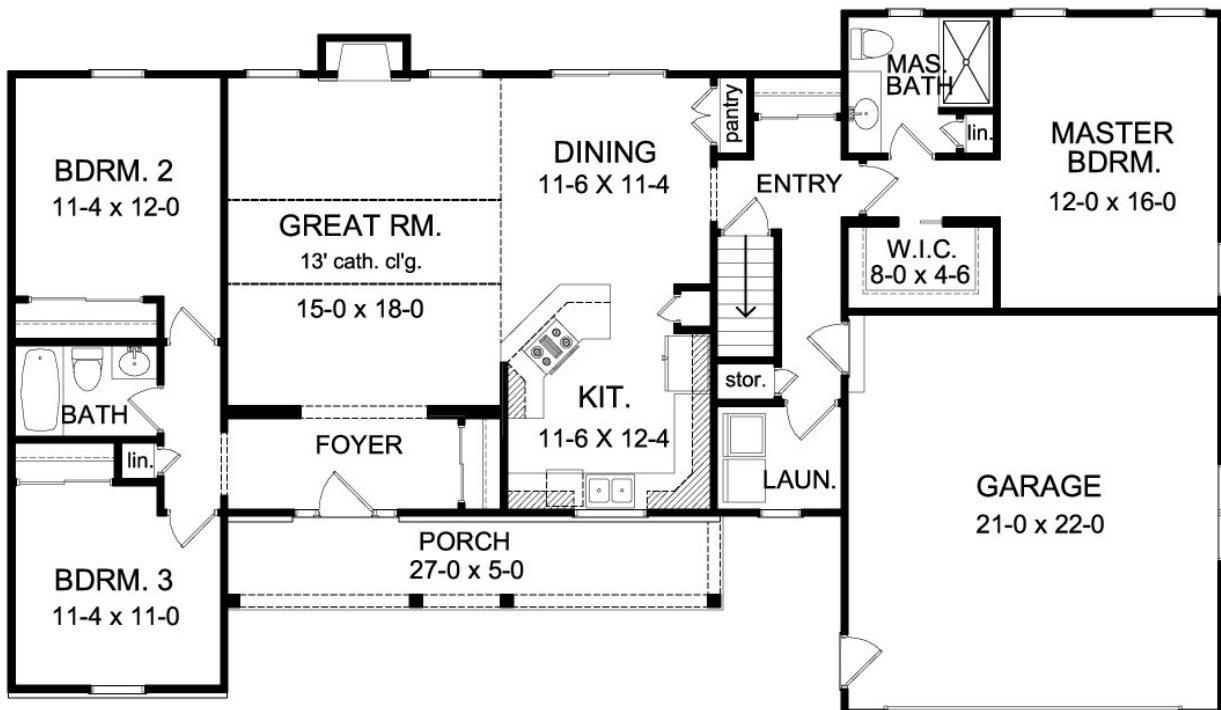 MAS.
BATH
lin.
MASTER
BDRM.
12-0 x 16-0
W.I.C.
8-0 x 4-6
pantry
ENTRY
DINING
11-6 X 11-4
BDRM. 2
11-4 x 12-0
GREAT RM.
13' cath. cl'g.
15-0 x 18-0
stor.
KIT.
11-6 X 12-4
BATH
FOYER
lin.
LAUN.
GARAGE
21-0 x 22-0
PORCH
27-0 x 5-0
BDRM. 3
11-4 x 11-0